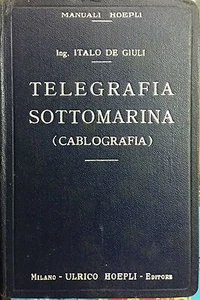 MANUALI HOEPLI
Ing. ITALO DE GIULI
TELEGRAFIA
SOTTOMARINA
(CABLOGRAFIA)
MILANO - ULRICO HOEPLI - EDITORE